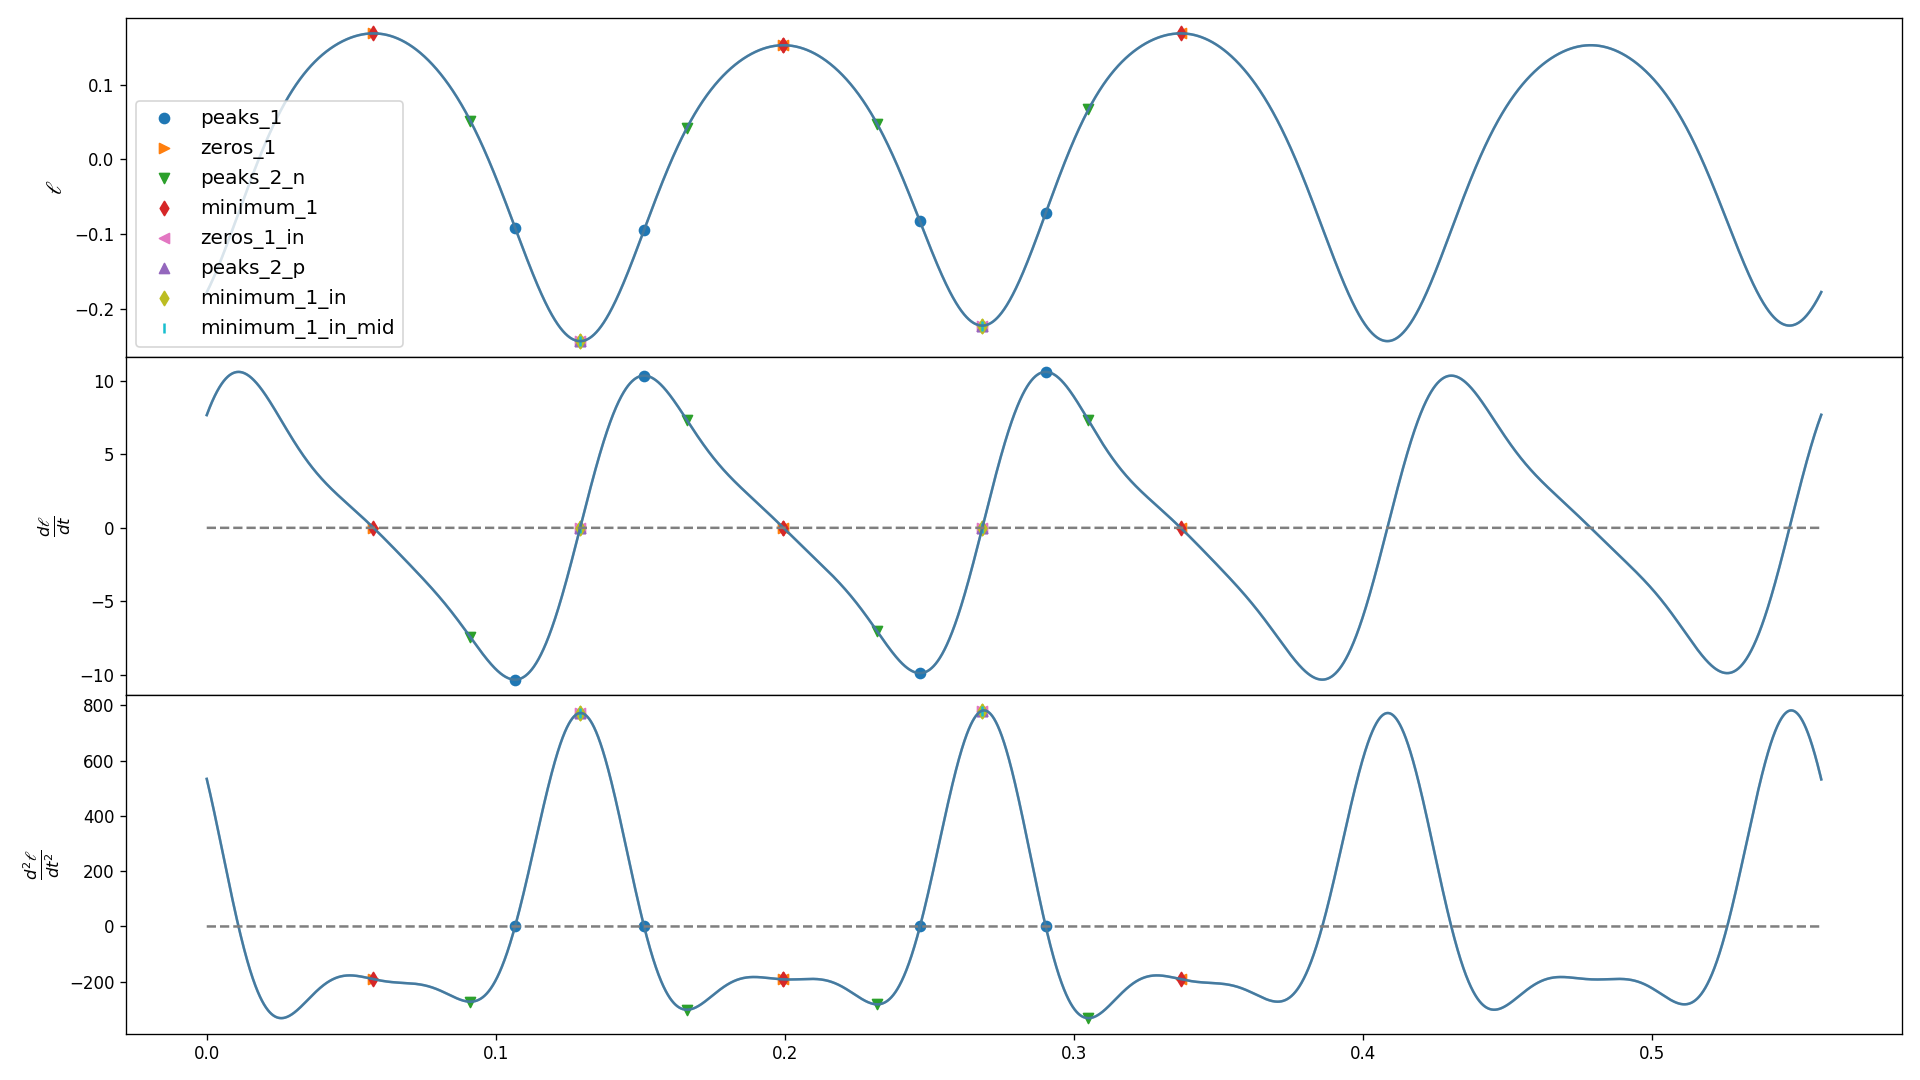 0.1
0.0
−0.1
−0.2
ℓ
peaks_1
zeros_1
peaks_2_n
minimum_1
zeros_1_in
peaks_2_p
minimum_1_in
minimum_1_in_mid
10
5
0
−5
−10
dℓ
dt
800
600
400
200
0
−200
d²ℓ
dt²
0.0 0.1 0.2 0.3 0.4 0.5